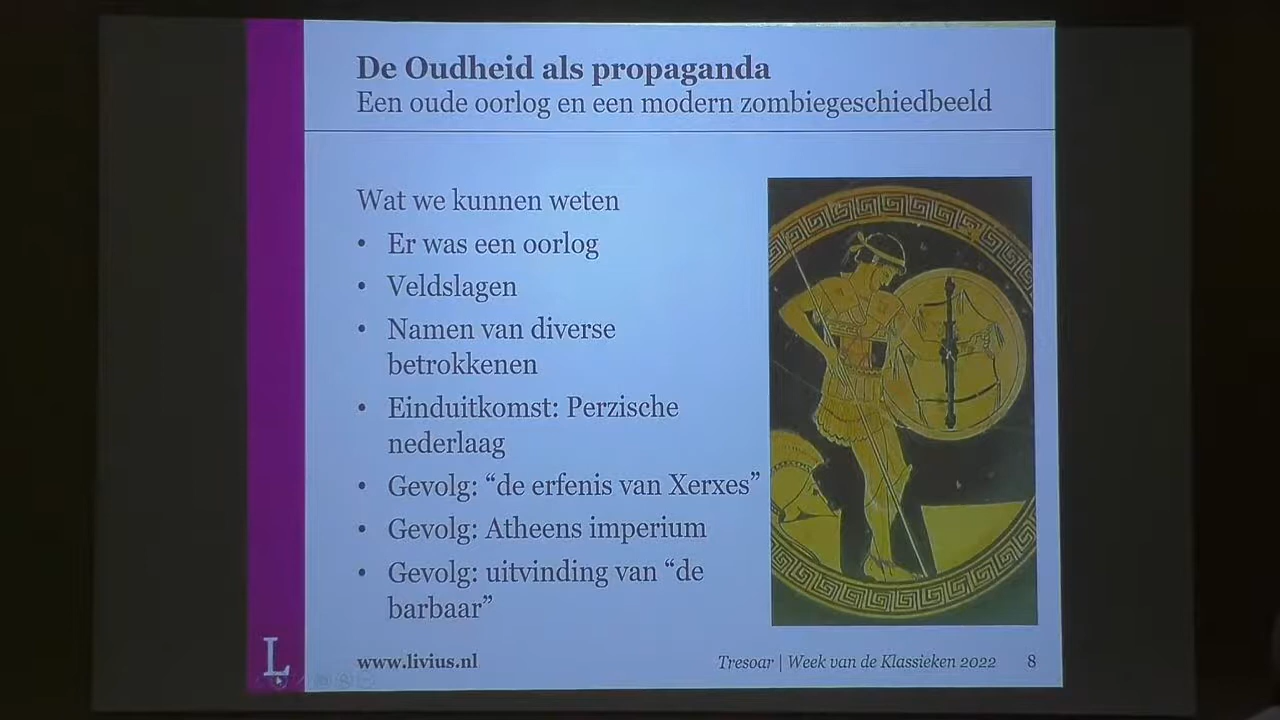 De Oudheid als propaganda
Een oude oorlog en een modern zombiegeschiedbeeld
Wat we kunnen weten
• Er was een oorlog
• Veldslagen
• Namen van diverse
betrokkenen
• Einduitkomst: Perzische
nederlaag
• Gevolg: “de erfenis van Xerxes”
• Gevolg: Atheens imperium
• Gevolg: uitvinding van “de
barbaar”
L
www.livius.nl
Tresoar | Week van de Klassieken 2022
8